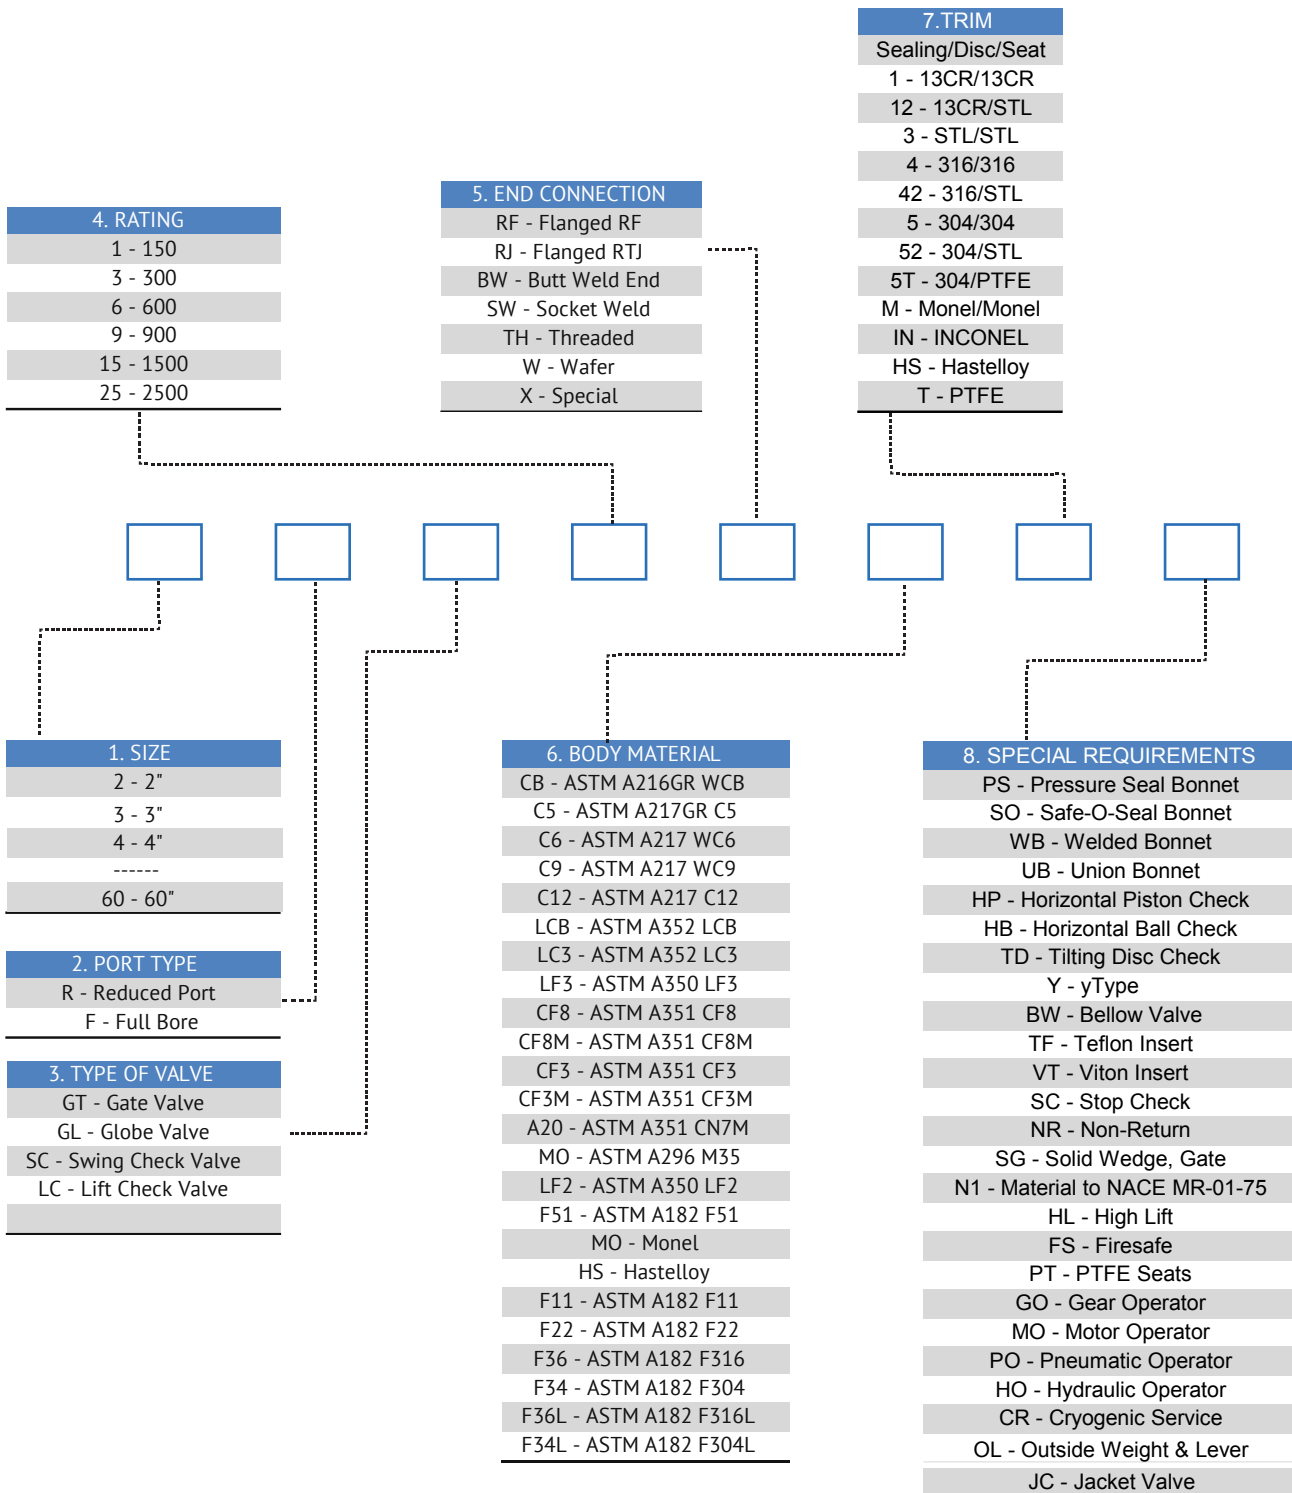 7.TRIM
Sealing/Disc/Seat
1 - 13CR/13CR
12 - 13CR/STL
3 - STL/STL
4 - 316/316
42 - 316/STL
5 - 304/304
52 - 304/STL
5T - 304/PTFE
M - Monel/Monel
IN - INCONEL
HS - Hastelloy
T - PTFE
5. END CONNECTION
RF - Flanged RF
RJ - Flanged RTJ
BW - Butt Weld End
SW - Socket Weld
TH - Threaded
W - Wafer
X - Special
4. RATING
1 - 150
3 - 300
6 - 600
9 - 900
15 - 1500
25 - 2500
1. SIZE
2 - 2"
3 - 3"
4 - 4"
------
60 - 60"
2. PORT TYPE
R - Reduced Port
F - Full Bore
3. TYPE OF VALVE
GT - Gate Valve
GL - Globe Valve
SC - Swing Check Valve
LC - Lift Check Valve
6. BODY MATERIAL
CB - ASTM A216GR WCB
C5 - ASTM A217GR C5
C6 - ASTM A217 WC6
C9 - ASTM A217 WC9
C12 - ASTM A217 C12
LCB - ASTM A352 LCB
LC3 - ASTM A352 LC3
LF3 - ASTM A350 LF3
CF8 - ASTM A351 CF8
CF8M - ASTM A351 CF8M
CF3 - ASTM A351 CF3
CF3M - ASTM A351 CF3M
A20 - ASTM A351 CN7M
MO - ASTM A296 M35
LF2 - ASTM A350 LF2
F51 - ASTM A182 F51
MO - Monel
HS - Hastelloy
F11 - ASTM A182 F11
F22 - ASTM A182 F22
F36 - ASTM A182 F316
F34 - ASTM A182 F304
F36L - ASTM A182 F316L
F34L - ASTM A182 F304L
8. SPECIAL REQUIREMENTS
PS - Pressure Seal Bonnet
SO - Safe-O-Seal Bonnet
WB - Welded Bonnet
UB - Union Bonnet
HP - Horizontal Piston Check
HB - Horizontal Ball Check
TD - Tilting Disc Check
Y - yType
BW - Bellow Valve
TF - Teflon Insert
VT - Viton Insert
SC - Stop Check
NR - Non-Return
SG - Solid Wedge, Gate
N1 - Material to NACE MR-01-75
HL - High Lift
FS - Firesafe
PT - PTFE Seats
GO - Gear Operator
MO - Motor Operator
PO - Pneumatic Operator
HO - Hydraulic Operator
CR - Cryogenic Service
OL - Outside Weight & Lever
JC - Jacket Valve